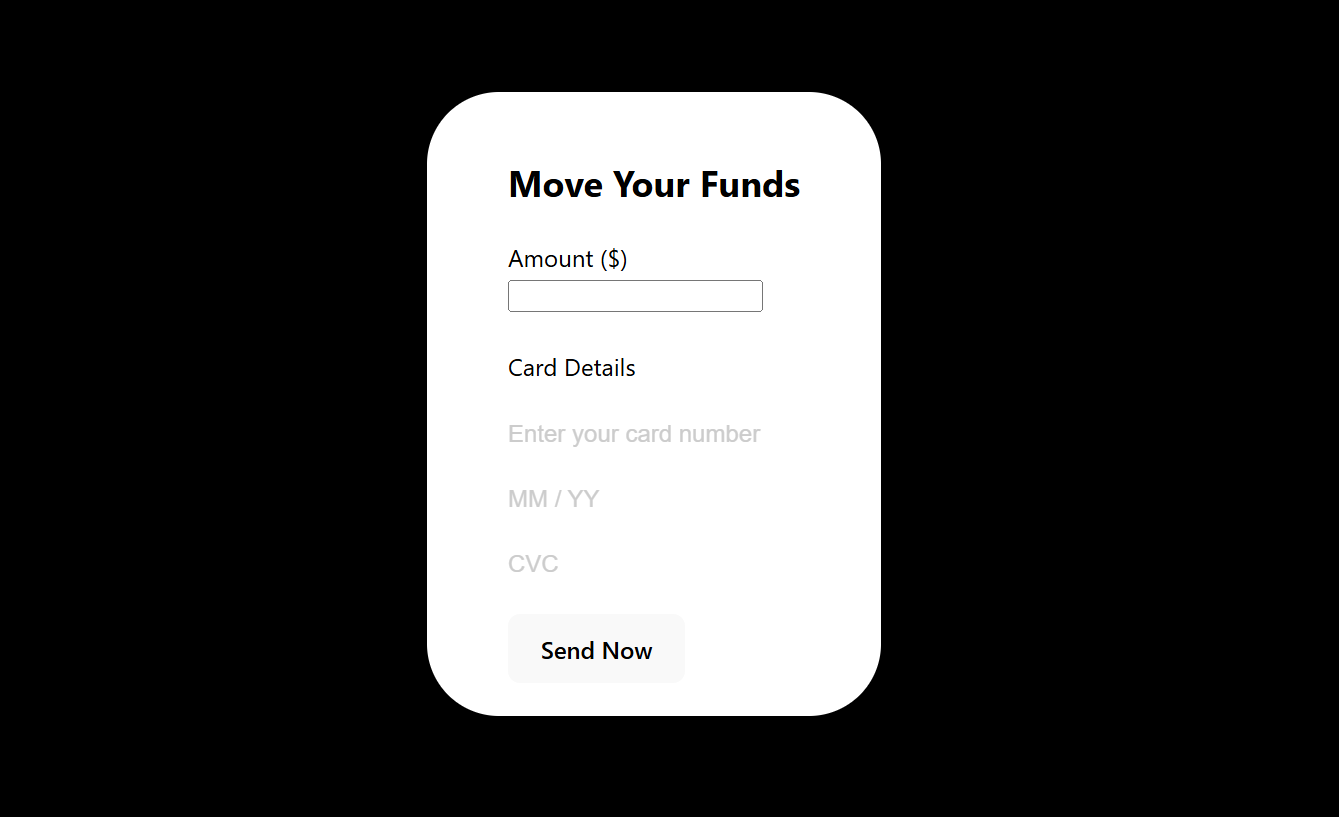 Move Your Funds
Amount ($)
Card Details
Enter your card number
MM / YY
CVC
Send Now